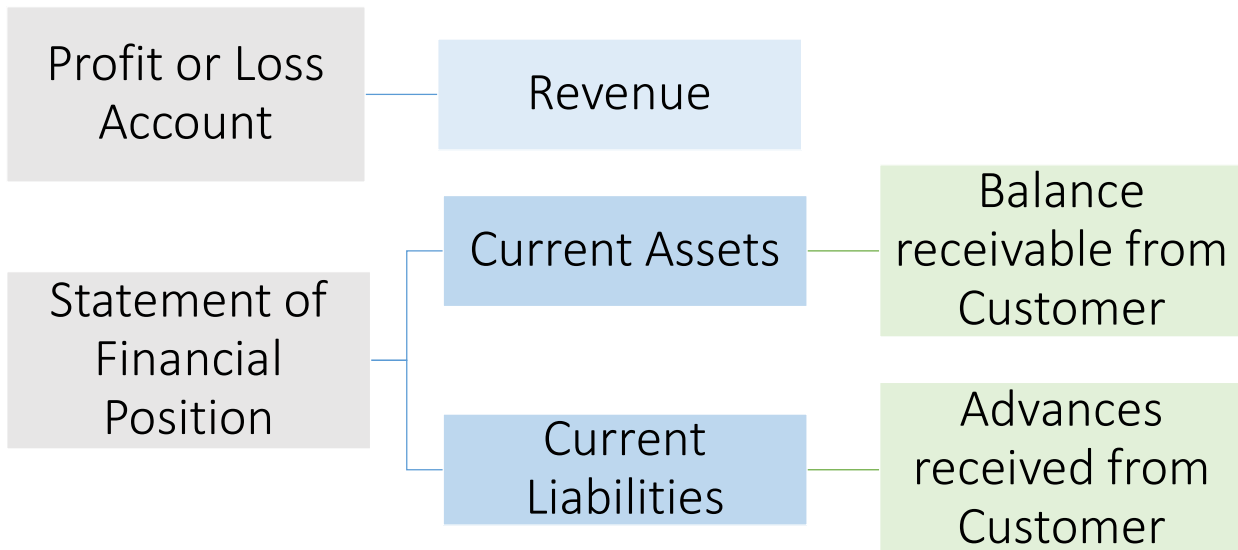 Profit or Loss
Account
Revenue
Statement of
Financial
Position
Current Assets
Balance
receivable from
Customer
Current
Liabilities
Advances
received from
Customer